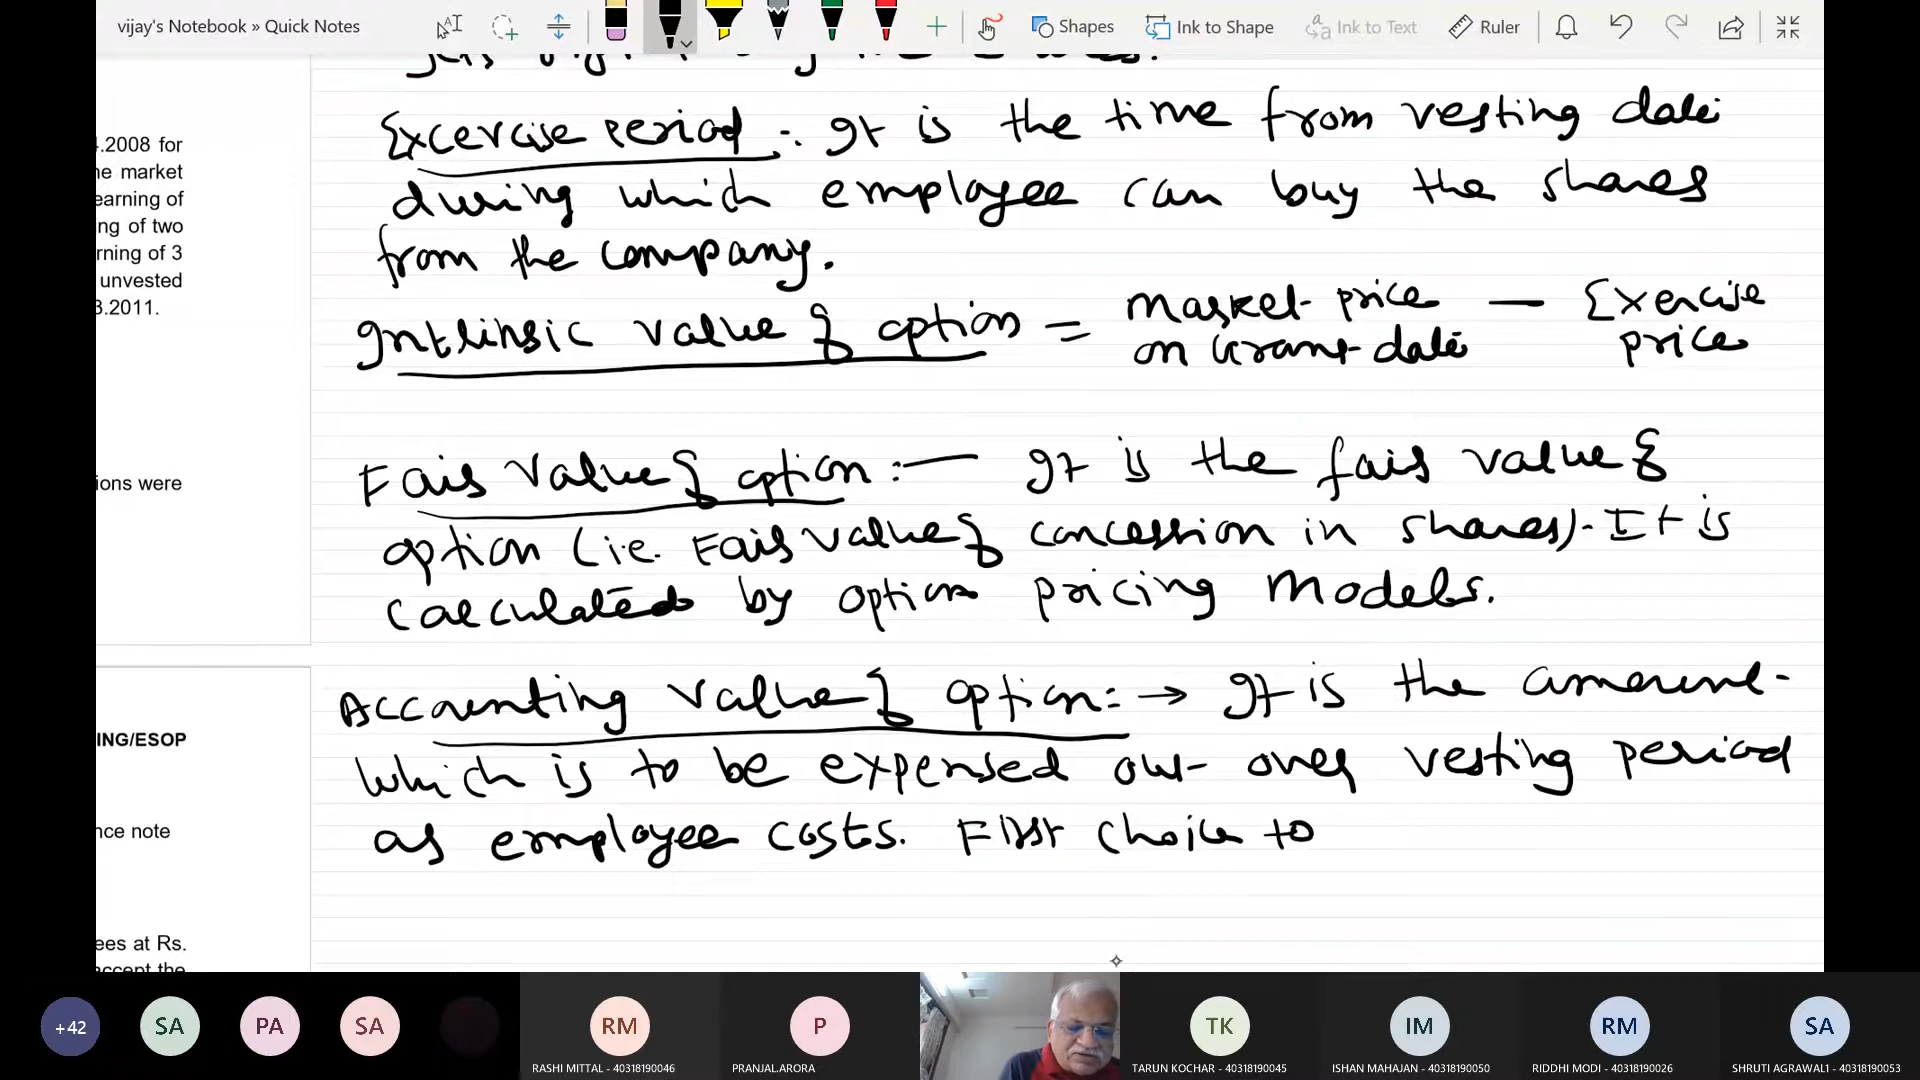 vijay's Notebook » Quick Notes
Shapes
Ink to Shape
Ink to Text
Ruler
.2008 for
ne market
earning of
ng of two
rning of 3
unvested
3.2011.
ions were
ING/ESOP
nce note
ees at Rs.
accept the
Excercise period :- It is the time from vesting date
during which employee can buy the shares
from the company.
Intrinsic value of option = market price on Grant date — Exercise price
Fair value of option :— It is the fair value of
option (i.e. Fair value of concession in shares). It is
calculated by option pricing Models.
Accounting value of option :→ It is the amount
which is to be expensed out over vesting period
as employee costs. First choice to
+42
SA
PA
SA
RM
P
TK
IM
RM
SA
RASHI MITTAL - 40318190046
PRANJAL.ARORA
TARUN KOCHAR - 40318190045
ISHAN MAHAJAN - 40318190050
RIDDHI MODI - 40318190026
SHRUTI AGRAWAL1 - 40318190053